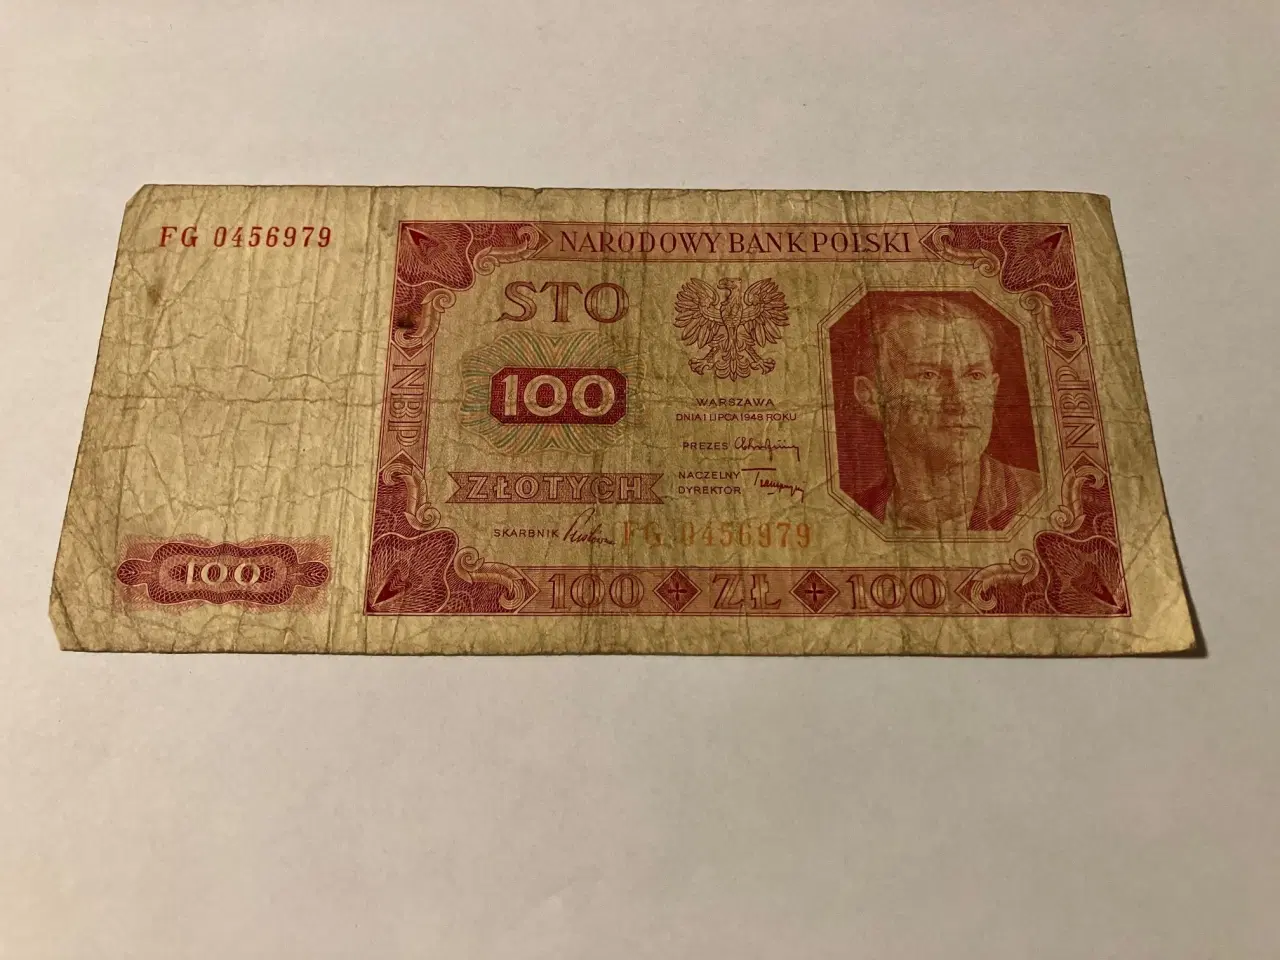 FG 0456979
NARODOWY BANK POLSKI
STO
100
ZŁOTYCH
WARSZAWA
DNIA 1 LIPCA 1948 ROKU
PREZES
NACZELNY
DYREKTOR
SKARBNIK
FG 0456979
NBP
NBP
100
100 ZŁ 100